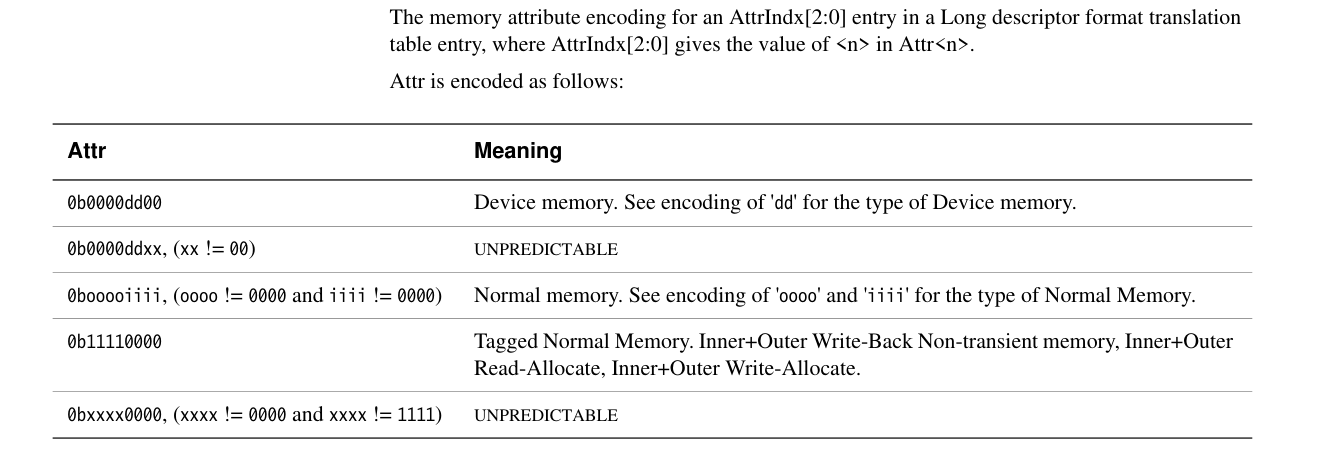 The memory attribute encoding for an AttrIndx[2:0] entry in a Long descriptor format translation
table entry, where AttrIndx[2:0] gives the value of <n> in Attr<n>.
Attr is encoded as follows:
Attr Meaning
0b0000dd00 Device memory. See encoding of 'dd' for the type of Device memory.
0b0000ddxx, (xx != 00) UNPREDICTABLE
0booooiiii, (oooo != 0000 and iiii != 0000) Normal memory. See encoding of 'oooo' and 'iiii' for the type of Normal Memory.
0b11110000 Tagged Normal Memory. Inner+Outer Write-Back Non-transient memory, Inner+Outer
Read-Allocate, Inner+Outer Write-Allocate.
0bxxxx0000, (xxxx != 0000 and xxxx != 1111) UNPREDICTABLE